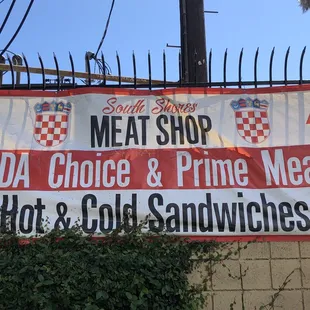 South Shores
MEAT SHOP
DA Choice & Prime Mea
Hot & Cold Sandwiches